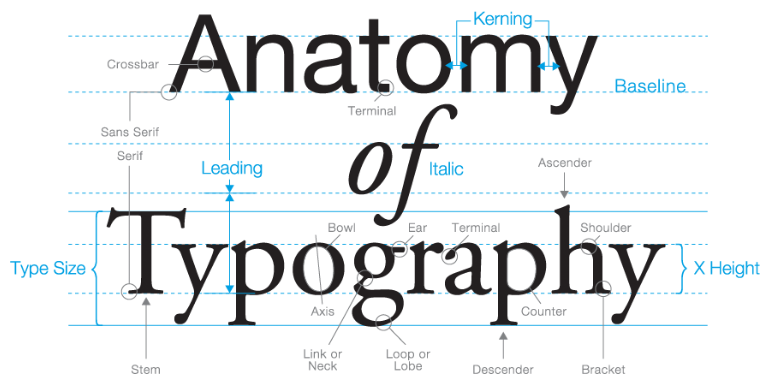 Kerning
Anatomy
Crossbar
Baseline
Terminal
Sans Serif
Serif
of
Leading
Italic
Ascender
Typography
Bowl
Ear
Terminal
Shoulder
Type Size
X Height
Axis
Counter
Link or
Neck
Loop or
Lobe
Stem
Descender
Bracket